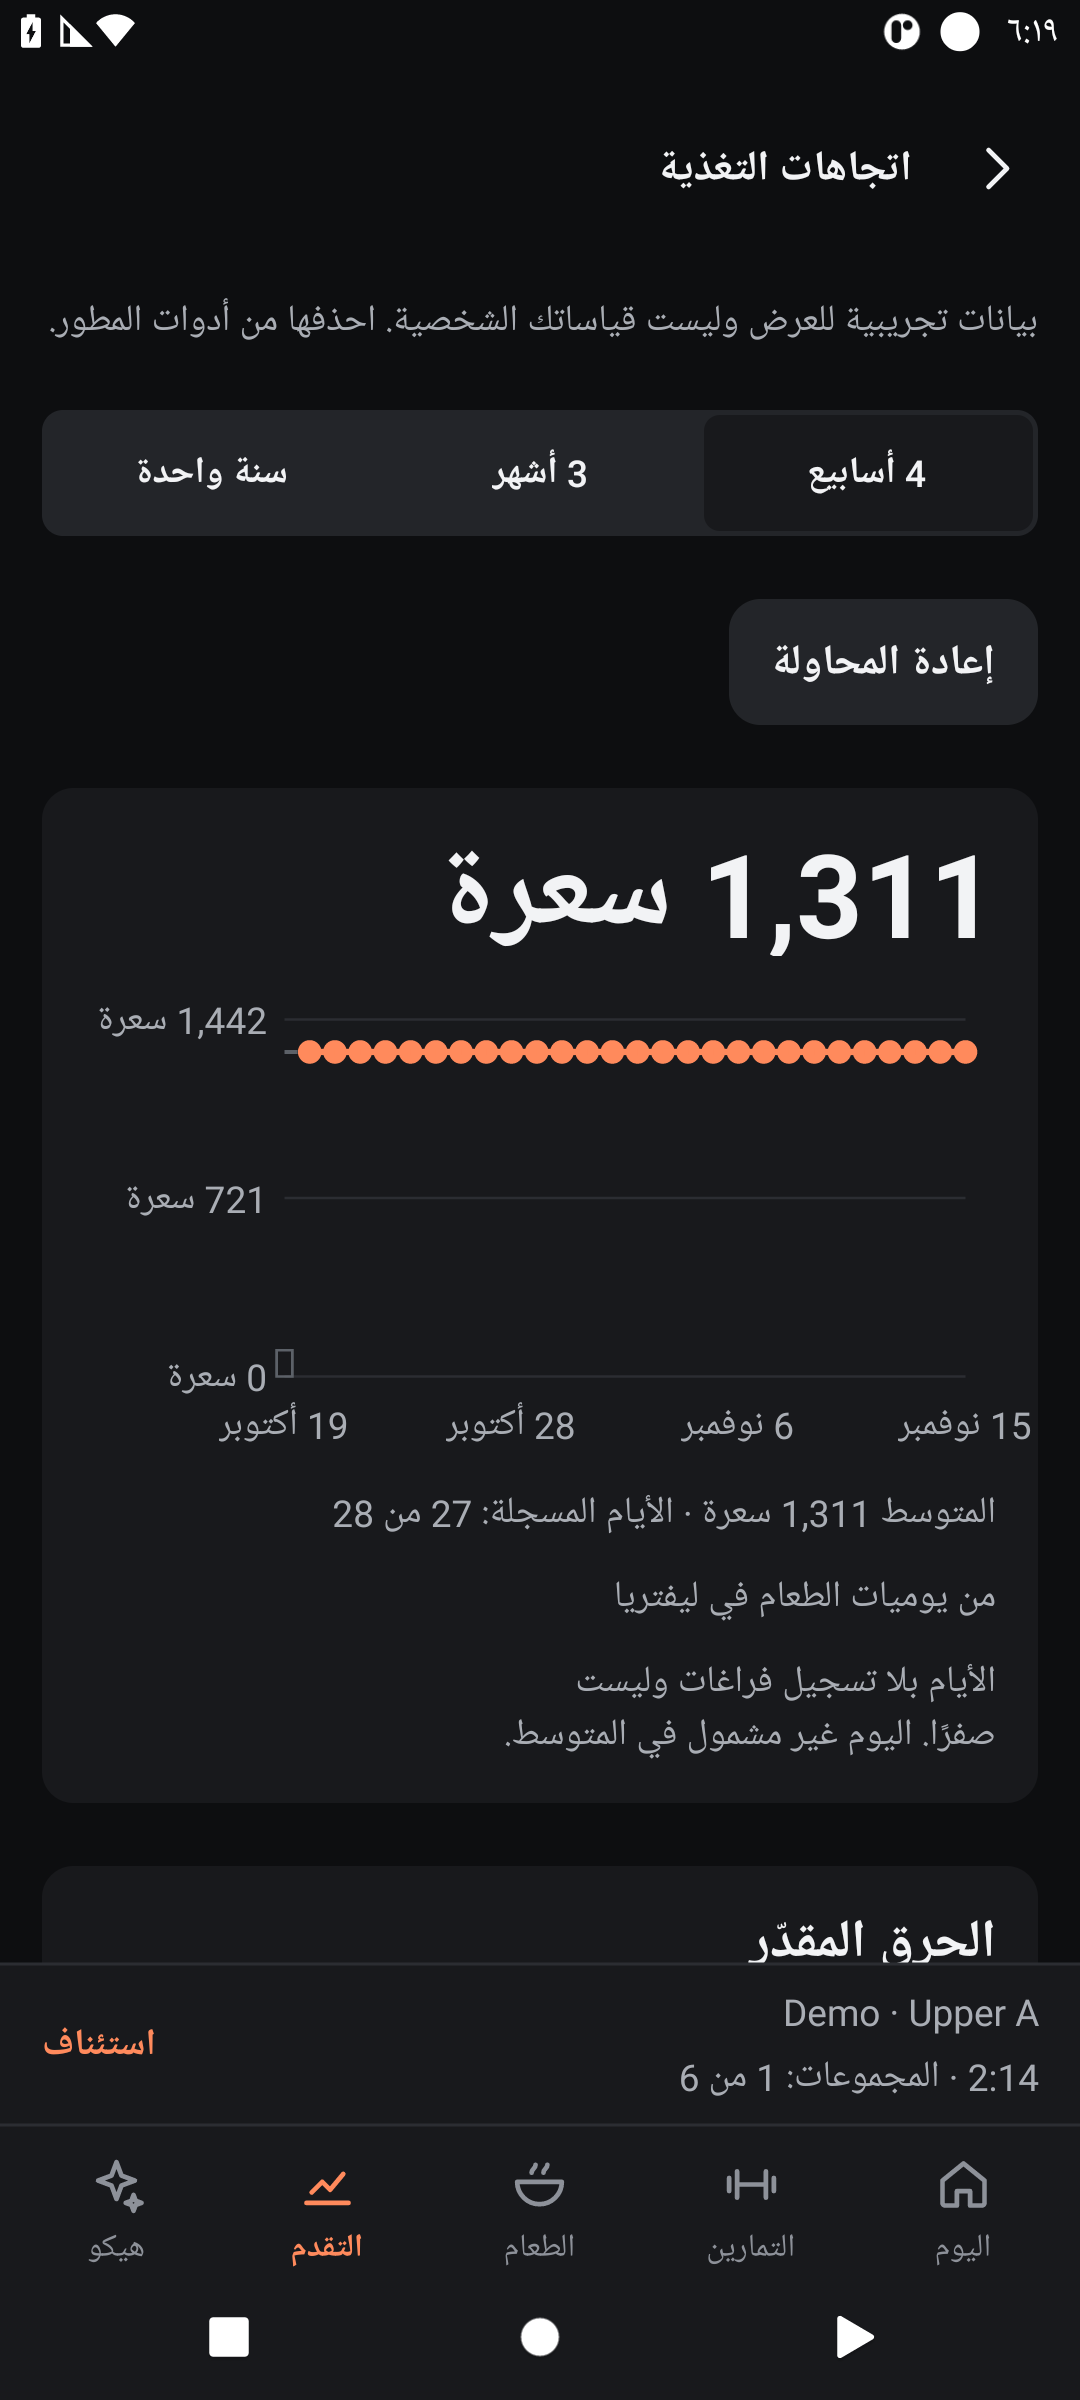 ٦:١٩
اتجاهات التغذية
بيانات تجريبية للعرض وليست قياساتك الشخصية. احذفها من أدوات المطور.
4 أسابيع
3 أشهر
سنة واحدة
إعادة المحاولة
1,311 سعرة
1,442 سعرة
721 سعرة
0 سعرة
19 أكتوبر
28 أكتوبر
6 نوفمبر
15 نوفمبر
المتوسط 1,311 سعرة · الأيام المسجلة: 27 من 28
من يوميات الطعام في ليفتريا
الأيام بلا تسجيل فراغات وليست
صفرًا. اليوم غير مشمول في المتوسط.
الحرق المقدّر
Demo · Upper A
2:14 · المجموعات: 1 من 6
استئناف
اليوم
التمارين
الطعام
التقدم
هيكو